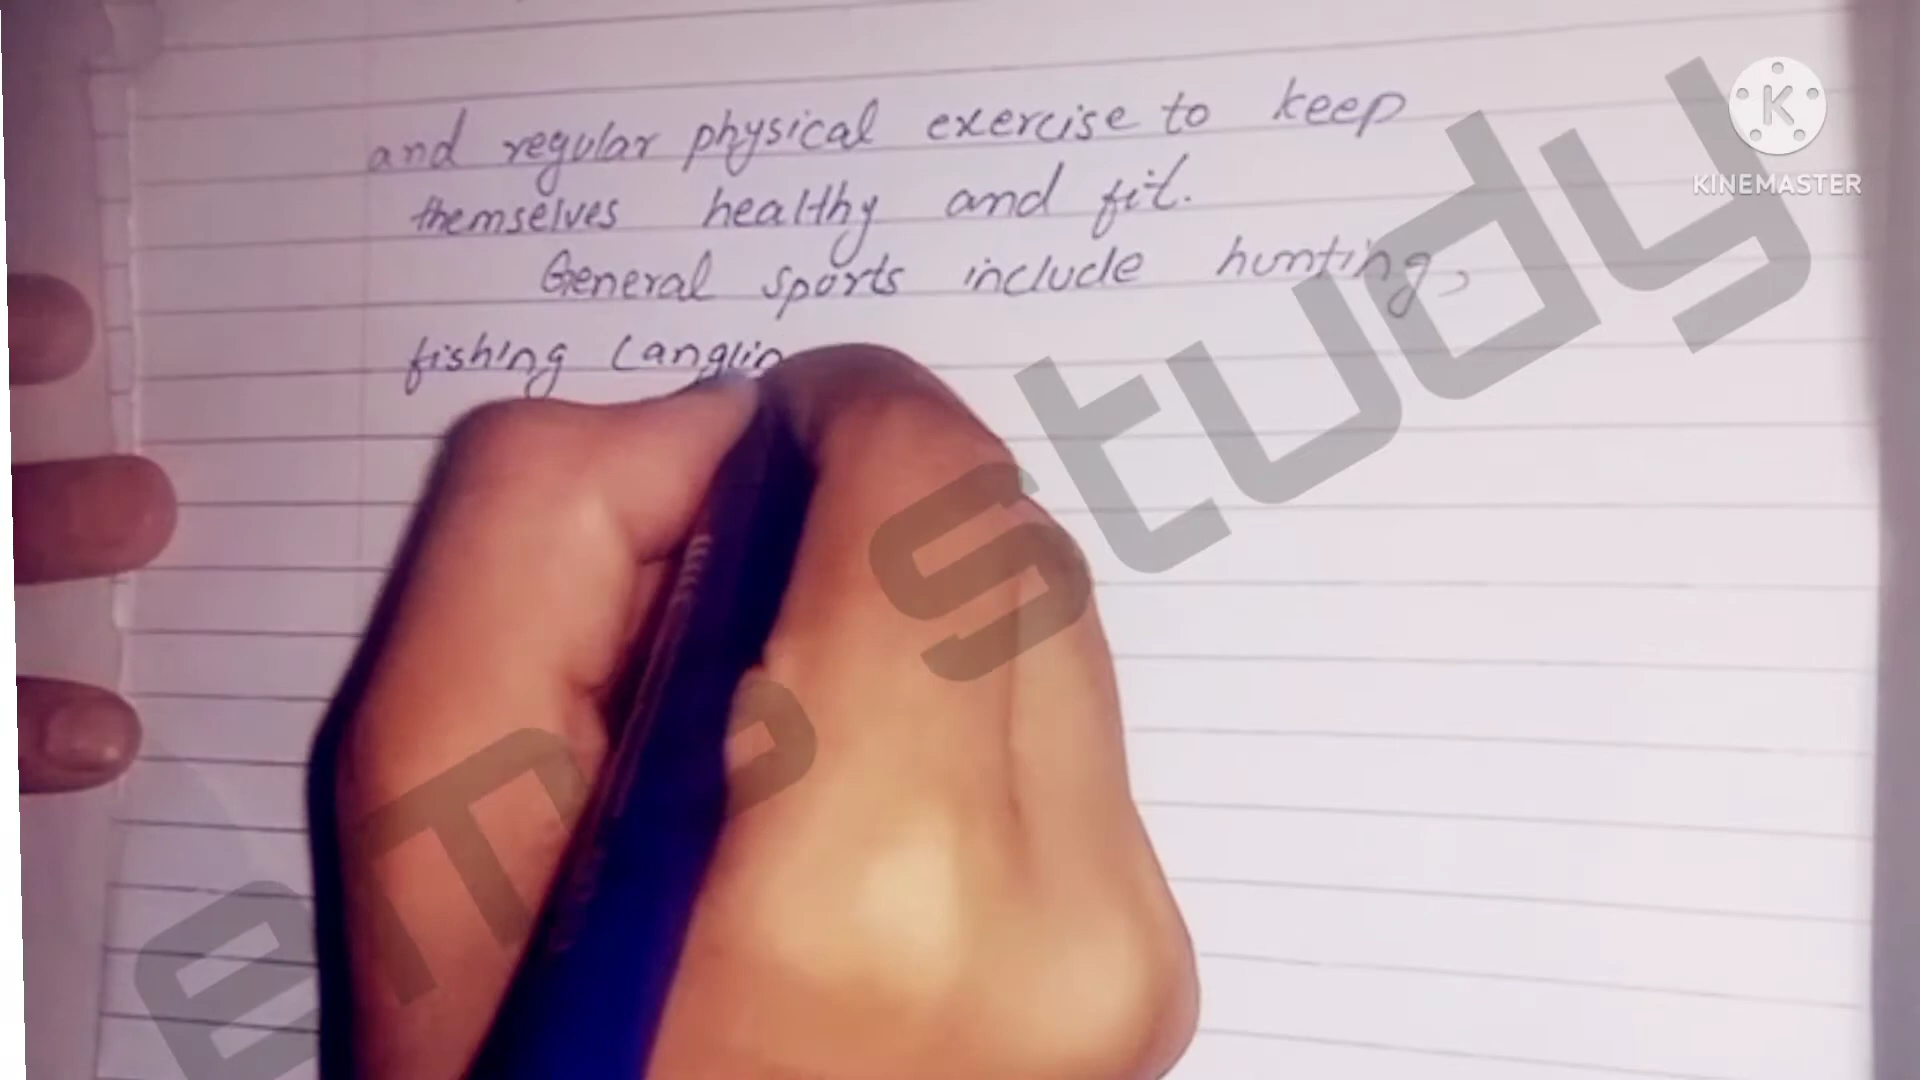 and regular physical exercise to keep
themselves healthy and fit.
General sports include hunting,
fishing (anglin
KINEMASTER
study